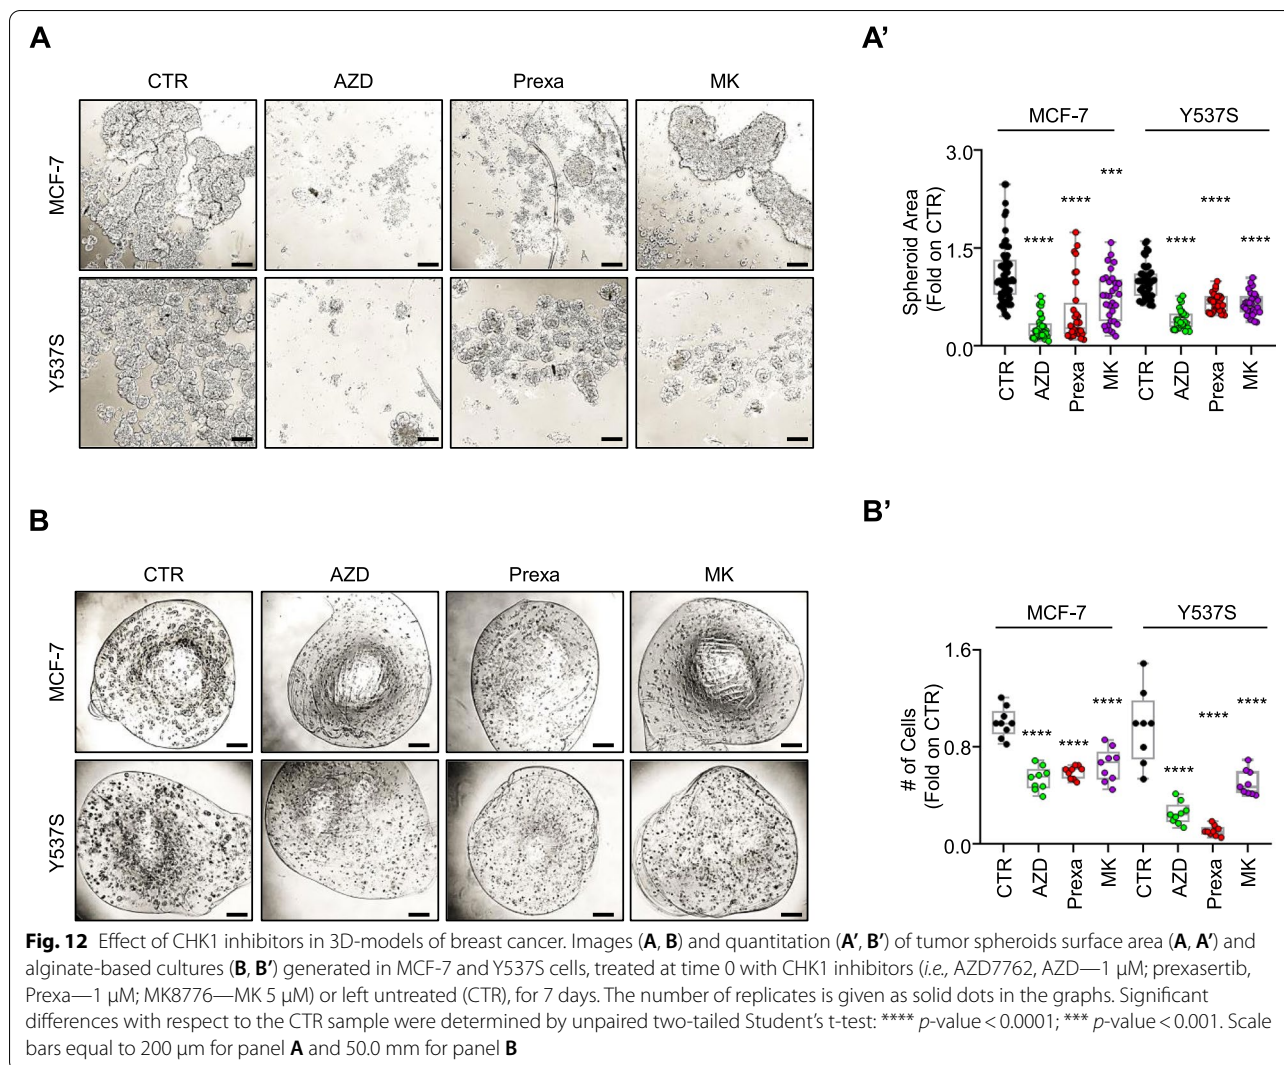 A
A’
CTR AZD Prexa MK
MCF-7
Y537S
MCF-7 Y537S
Spheroid Area
(Fold on CTR)
3.0
1.5
0.0
**** **** *** **** **** ****
CTR AZD Prexa MK CTR AZD Prexa MK
B
B’
CTR AZD Prexa MK
MCF-7
Y537S
MCF-7 Y537S
# of Cells
(Fold on CTR)
1.6
0.8
0.0
**** **** **** **** **** ****
CTR AZD Prexa MK CTR AZD Prexa MK
Fig. 12 Effect of CHK1 inhibitors in 3D-models of breast cancer. Images (A, B) and quantitation (A’, B’) of tumor spheroids surface area (A, A’) and
alginate-based cultures (B, B’) generated in MCF-7 and Y537S cells, treated at time 0 with CHK1 inhibitors (i.e., AZD7762, AZD—1 μM; prexasertib,
Prexa—1 μM; MK8776—MK 5 μM) or left untreated (CTR), for 7 days. The number of replicates is given as solid dots in the graphs. Significant
differences with respect to the CTR sample were determined by unpaired two-tailed Student’s t-test: **** p-value < 0.0001; *** p-value < 0.001. Scale
bars equal to 200 μm for panel A and 50.0 mm for panel B